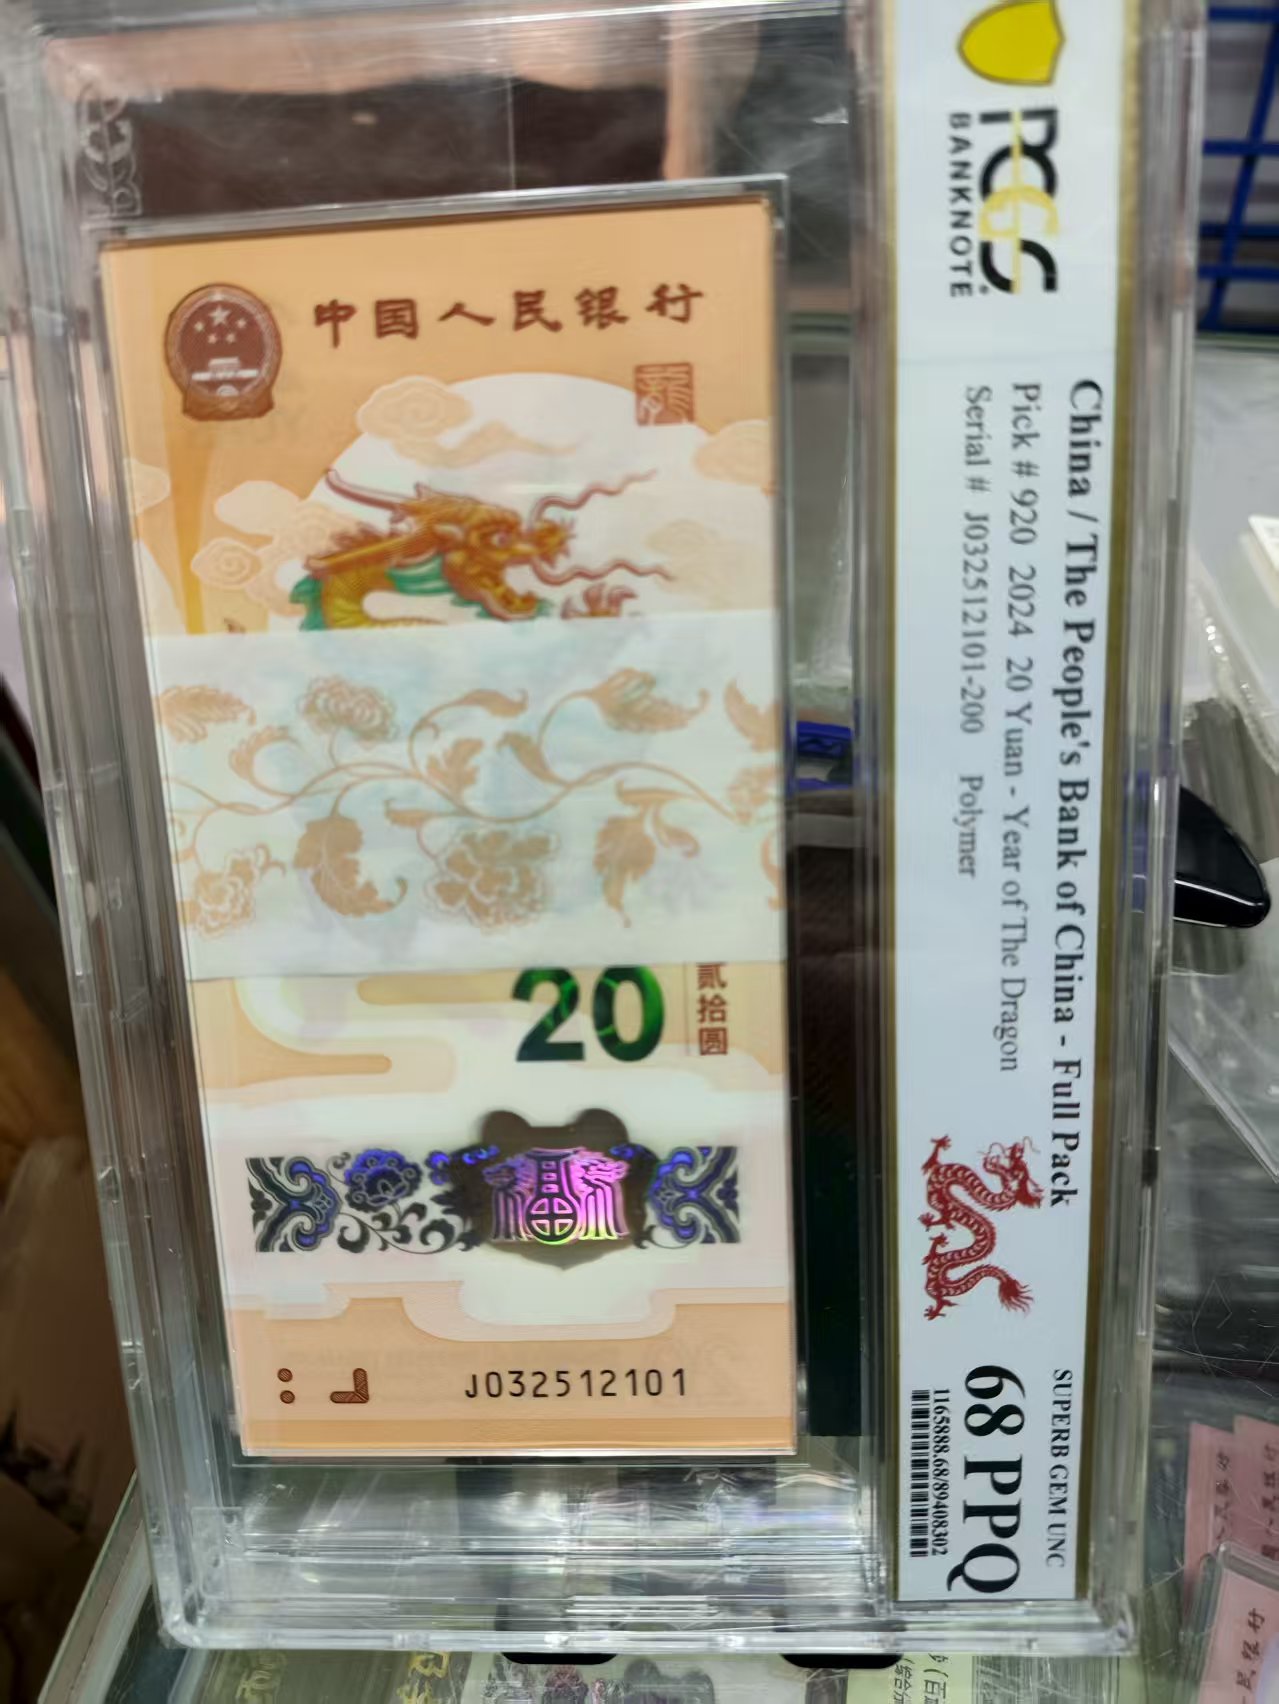 中国人民银行
龙
20
贰拾圆
J032512101
PCGS
BANKNOTE
China / The People's Bank of China - Full Pack
Pick # 920 2024 20 Yuan - Year of The Dragon
Serial # J032512101-200 Polymer
SUPERB GEM UNC
68 PPQ
1165888.68/89408302